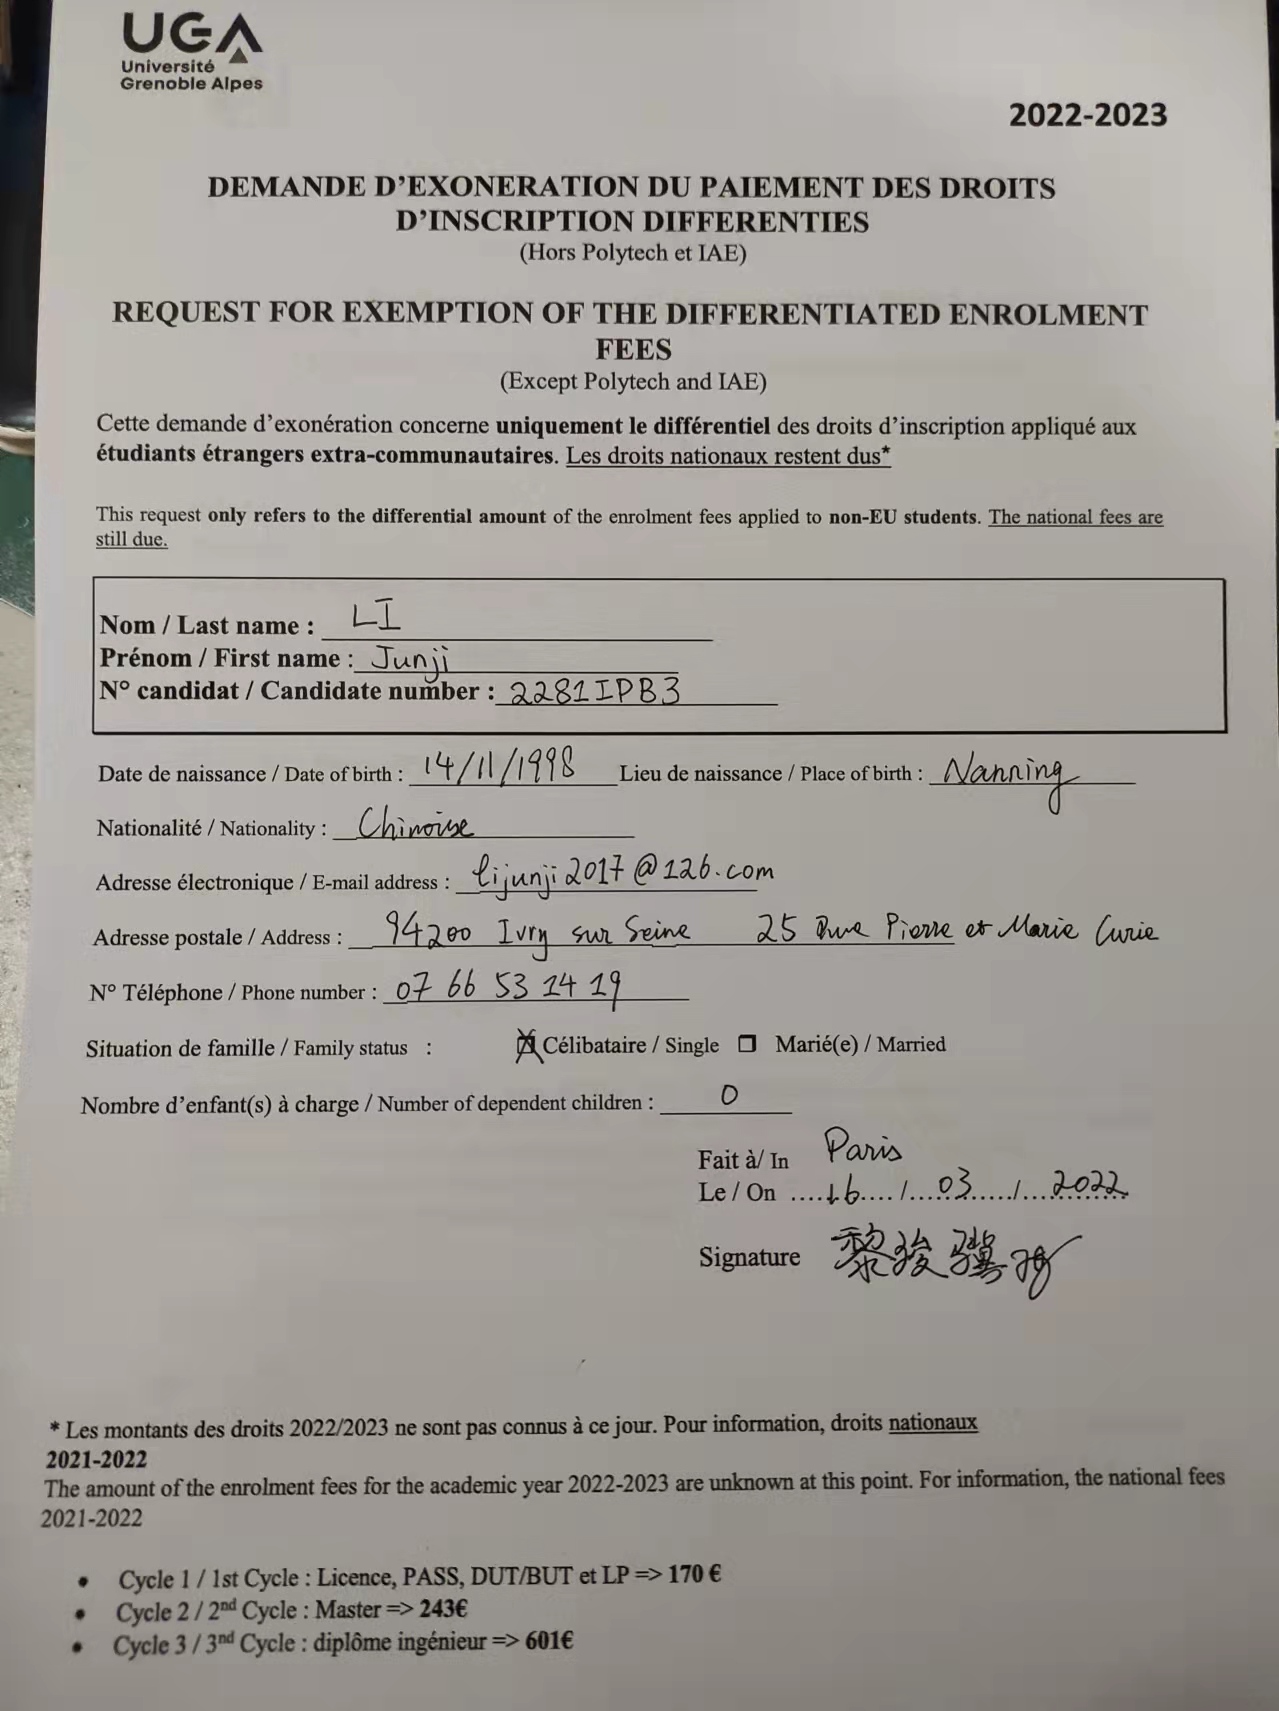 UGA
Université
Grenoble Alpes
2022-2023
DEMANDE D'EXONERATION DU PAIEMENT DES DROITS
D'INSCRIPTION DIFFERENTIES
(Hors Polytech et IAE)
REQUEST FOR EXEMPTION OF THE DIFFERENTIATED ENROLMENT
FEES
(Except Polytech and IAE)
Cette demande d'exonération concerne uniquement le différentiel des droits d'inscription appliqué aux
étudiants étrangers extra-communautaires. Les droits nationaux restent dus*
This request only refers to the differential amount of the enrolment fees applied to non-EU students. The national fees are
still due.
Nom / Last name : LI
Prénom / First name : Junji
N° candidat / Candidate number : 2281IPB3
Date de naissance / Date of birth : 14/11/1998 Lieu de naissance / Place of birth : Nanning
Nationalité / Nationality : Chinoise
Adresse électronique / E-mail address : lijunji2017@126.com
Adresse postale / Address : 94200 Ivry sur Seine 25 Rue Pierre et Marie Curie
N° Téléphone / Phone number : 07 66 53 14 19
Situation de famille / Family status : Célibataire / Single Marié(e) / Married
Nombre d'enfant(s) à charge / Number of dependent children : 0
Fait à/ In Paris
Le / On ....16..../...03...../...2022
Signature 黎骏骥
* Les montants des droits 2022/2023 ne sont pas connus à ce jour. Pour information, droits nationaux
2021-2022
The amount of the enrolment fees for the academic year 2022-2023 are unknown at this point. For information, the national fees
2021-2022
• Cycle 1 / 1st Cycle : Licence, PASS, DUT/BUT et LP => 170 €
• Cycle 2 / 2nd Cycle : Master => 243€
• Cycle 3 / 3nd Cycle : diplôme ingénieur => 601€